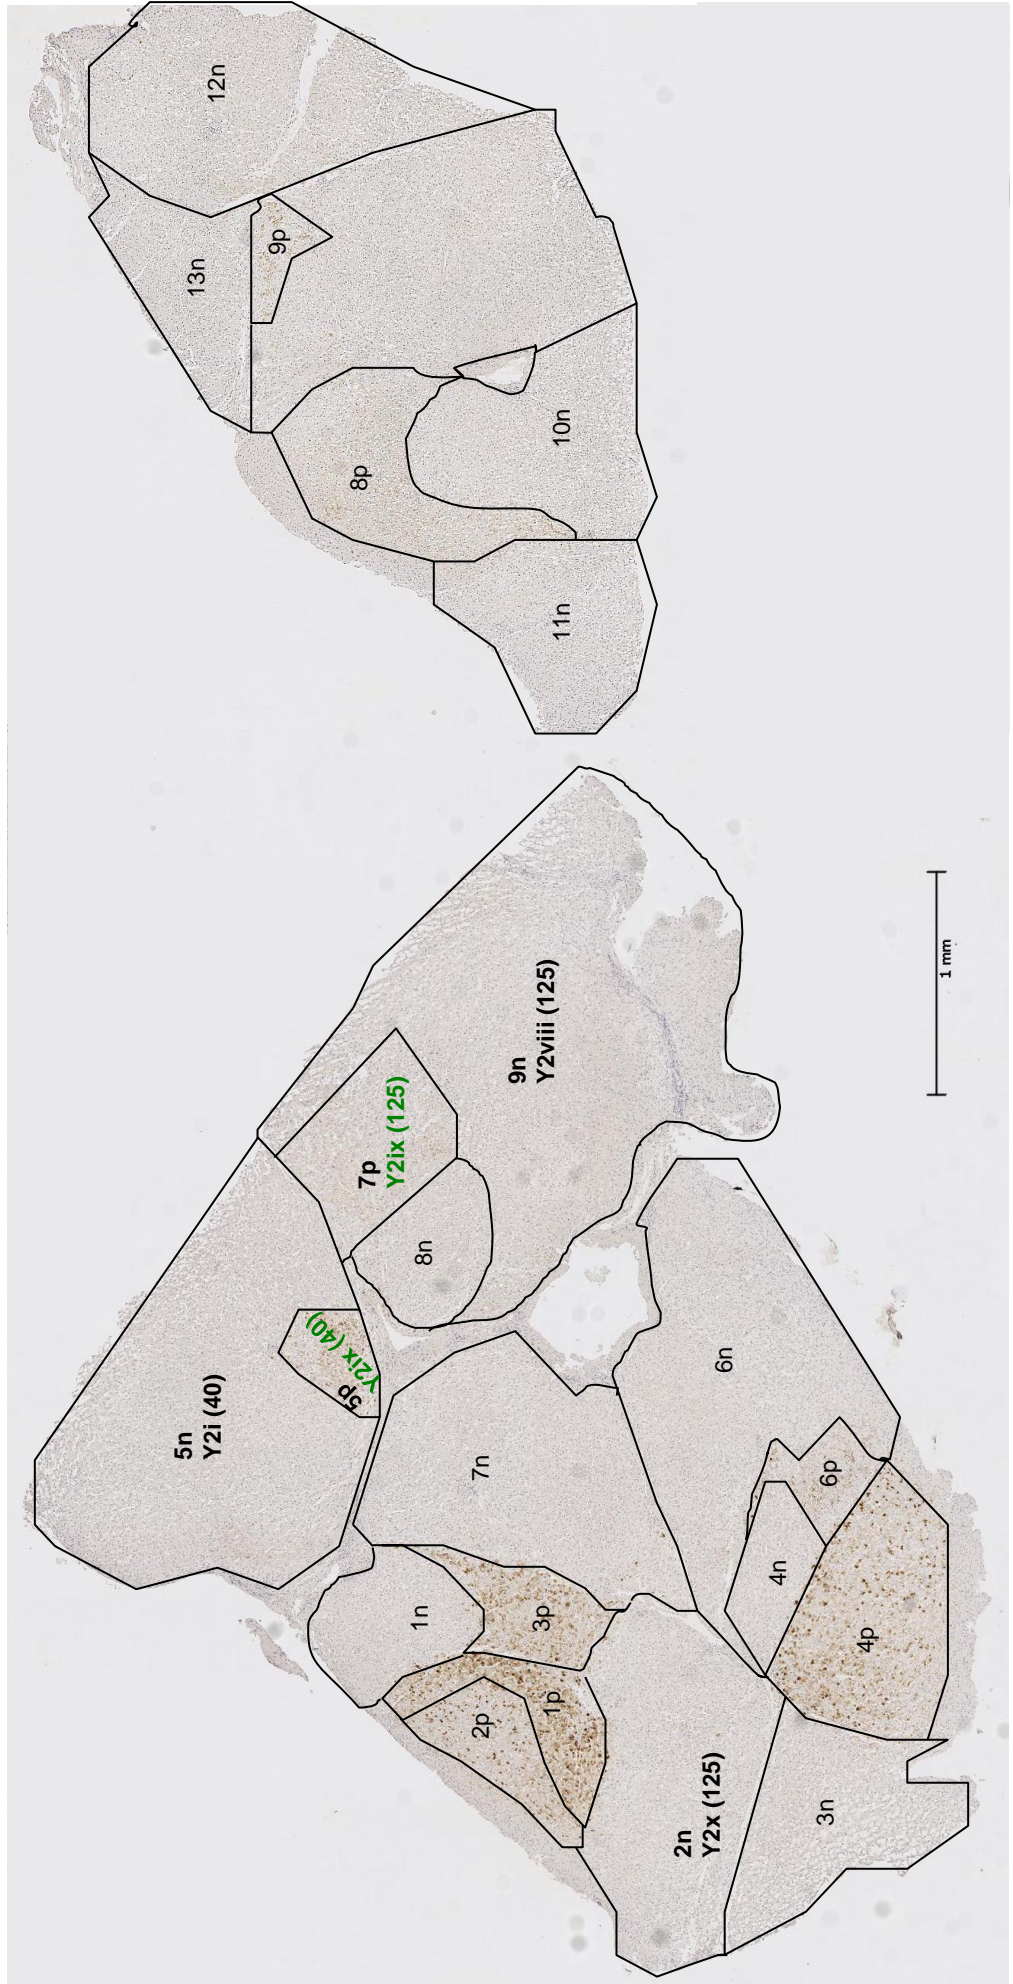 12n
13n
9p
8p
10n
11n
1 mm
9n
Y2viii (125)
7p
Y2ix (125)
8n
5p
Y2ix (40)
5n
Y2i (40)
6n
7n
6p
4n
1n
3p
4p
2p
1p
2n
Y2x (125)
3n